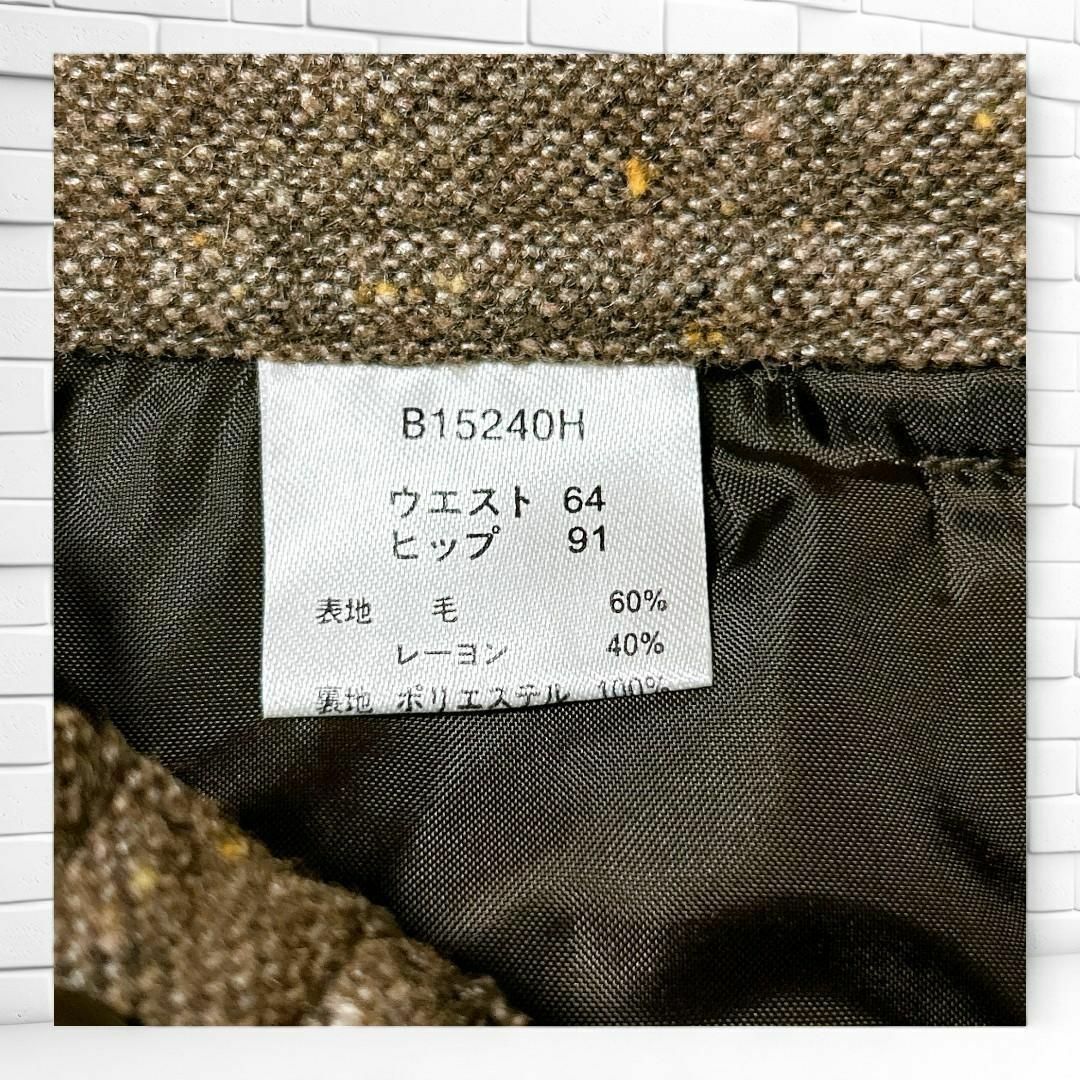 B15240H
ウエスト 64
ヒップ 91
表地 毛 60%
レーヨン 40%
裏地 ポリエステル 100%